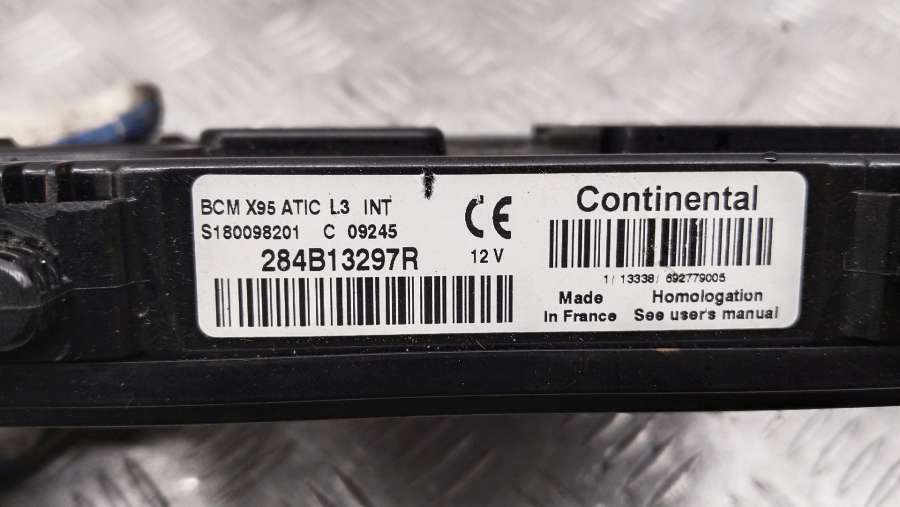 BCM X95 ATIC L3 INT
S180098201 C 09245
284B13297R
CE
12 V
Continental
1/ 13338/ 692779005
Made In France
Homologation See user's manual